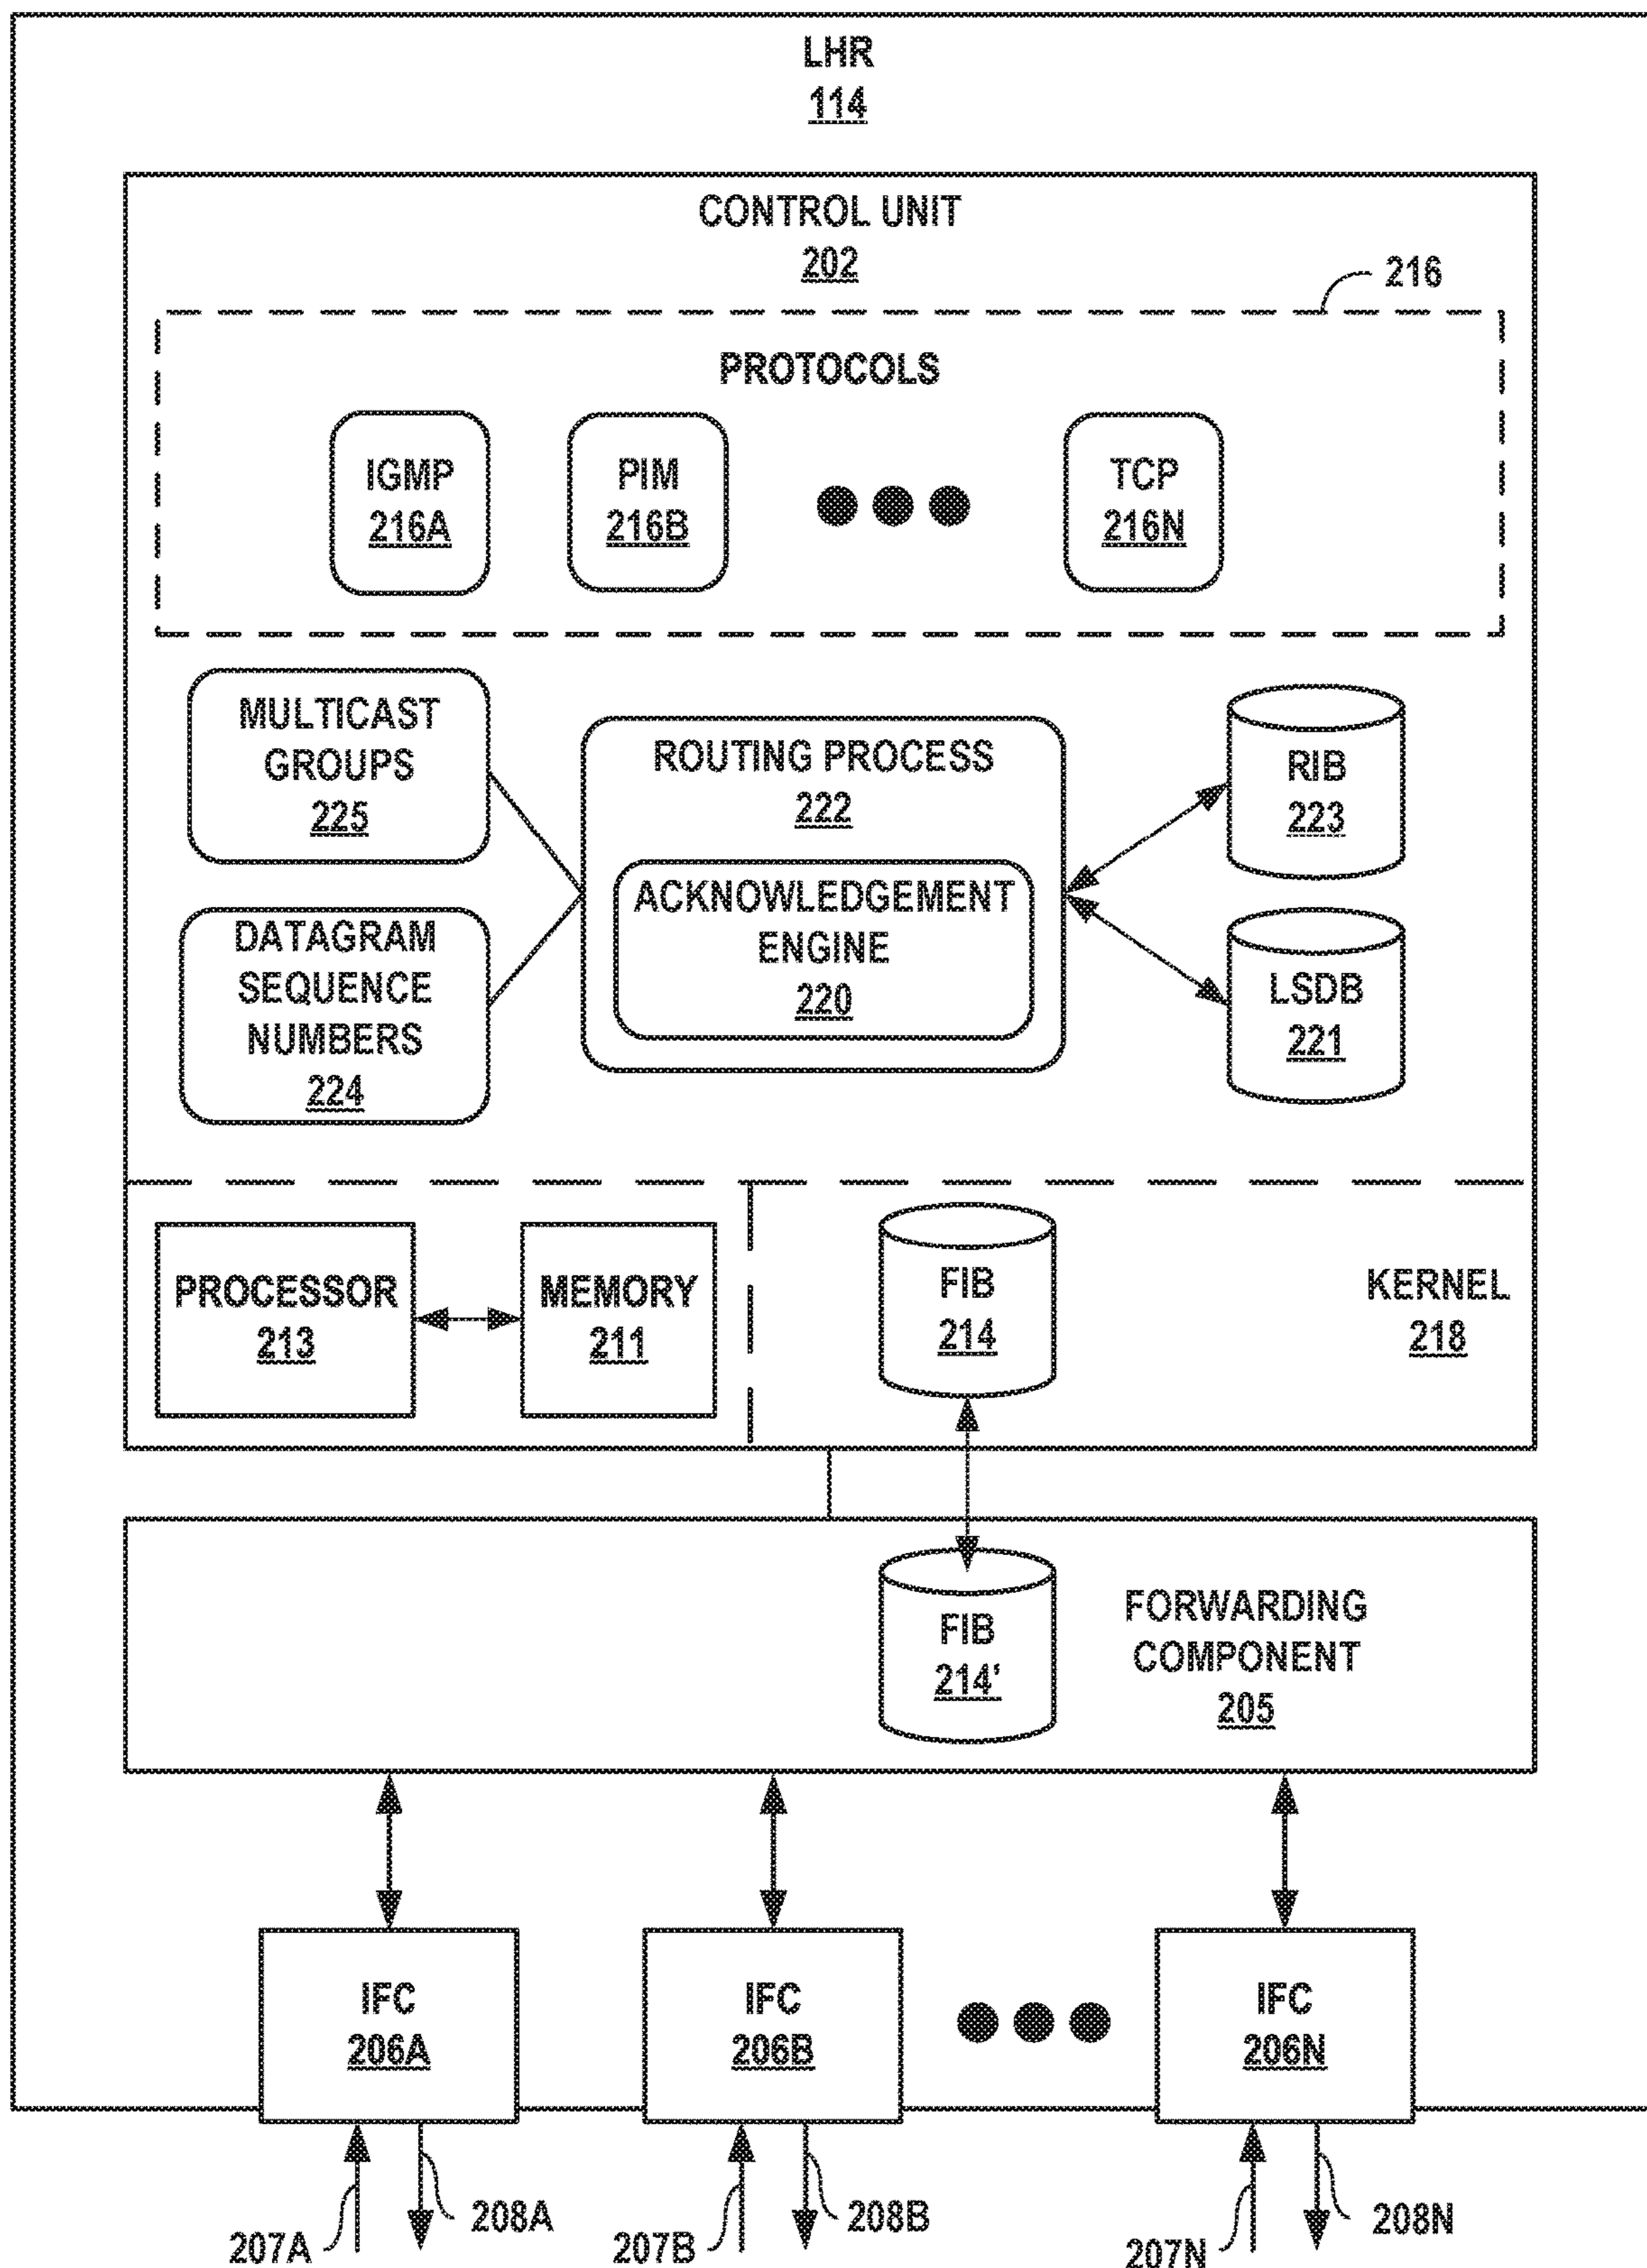 LHR
114
CONTROL UNIT
202
216
PROTOCOLS
IGMP
216A
PIM
216B
TCP
216N
MULTICAST
GROUPS
225
DATAGRAM
SEQUENCE
NUMBERS
224
ROUTING PROCESS
222
ACKNOWLEDGEMENT
ENGINE
220
RIB
223
LSDB
221
PROCESSOR
213
MEMORY
211
FIB
214
KERNEL
218
FIB
214'
FORWARDING
COMPONENT
205
IFC
206A
IFC
206B
IFC
206N
207A
208A
207B
208B
207N
208N